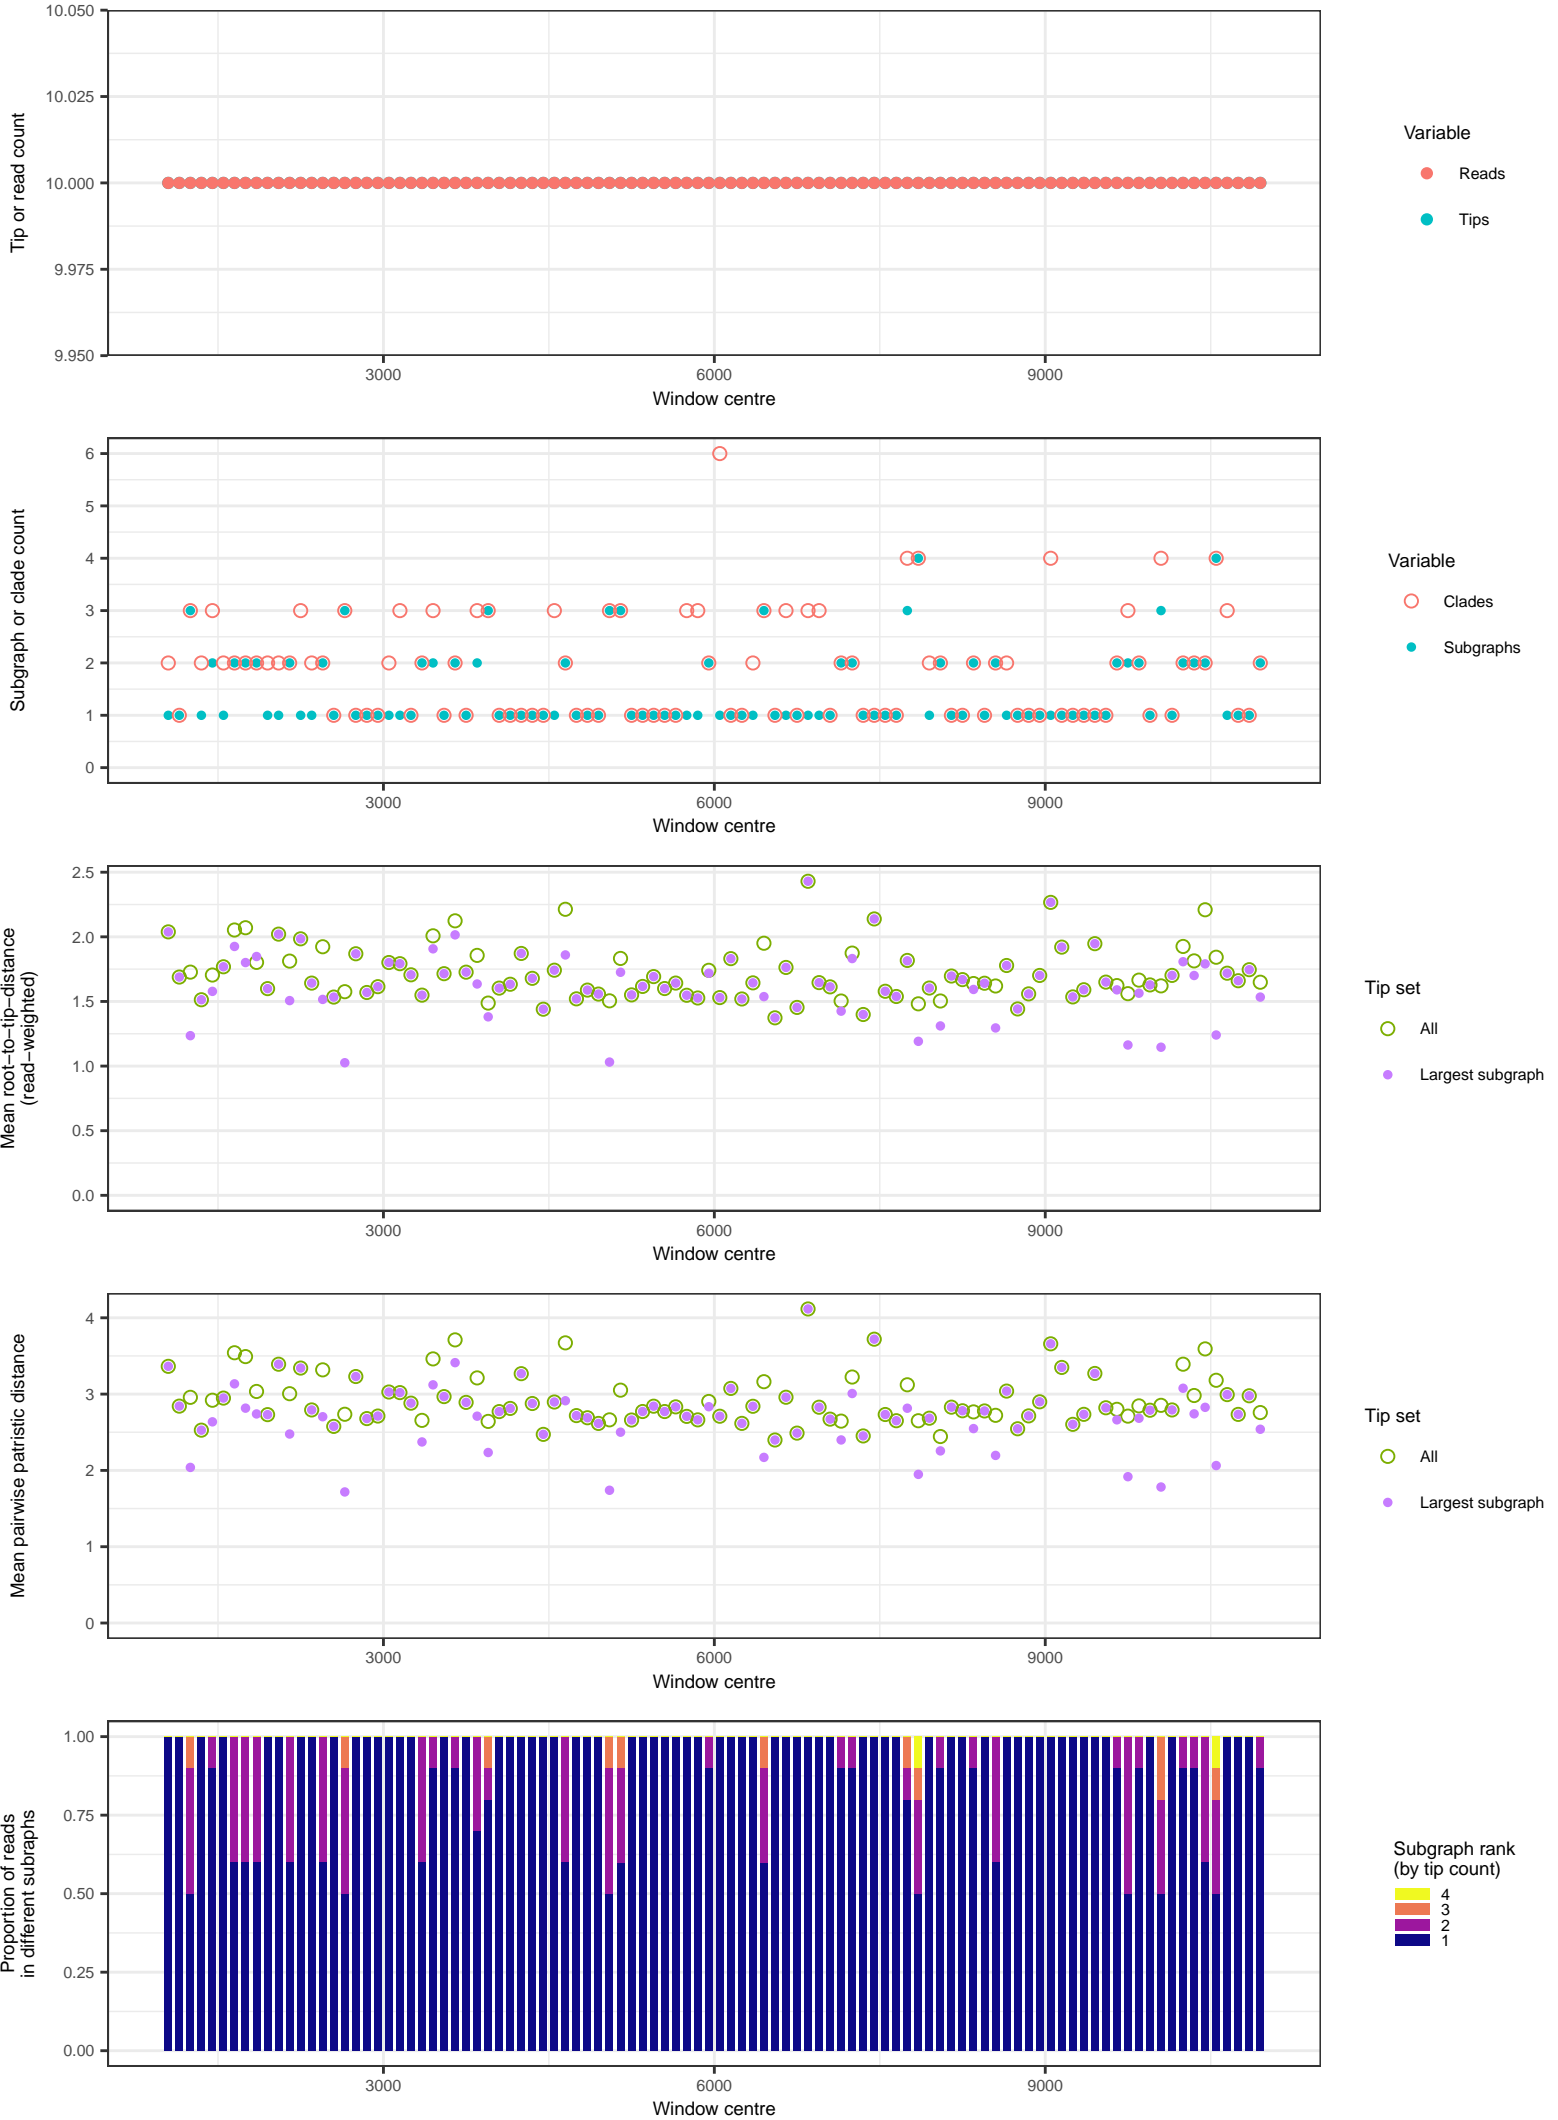 10.050
10.025
10.000
9.975
9.950
Tip or read count
3000 6000 9000
Window centre
Variable
Reads
Tips
6
5
4
3
2
1
0
Subgraph or clade count
3000 6000 9000
Window centre
Variable
Clades
Subgraphs
2.5
2.0
1.5
1.0
0.5
0.0
Mean root−to−tip−distance
(read−weighted)
3000 6000 9000
Window centre
Tip set
All
Largest subgraph
4
3
2
1
0
Mean pairwise patristic distance
3000 6000 9000
Window centre
Tip set
All
Largest subgraph
1.00
0.75
0.50
0.25
0.00
Proportion of reads
in different subraphs
3000 6000 9000
Window centre
Subgraph rank
(by tip count)
4
3
2
1